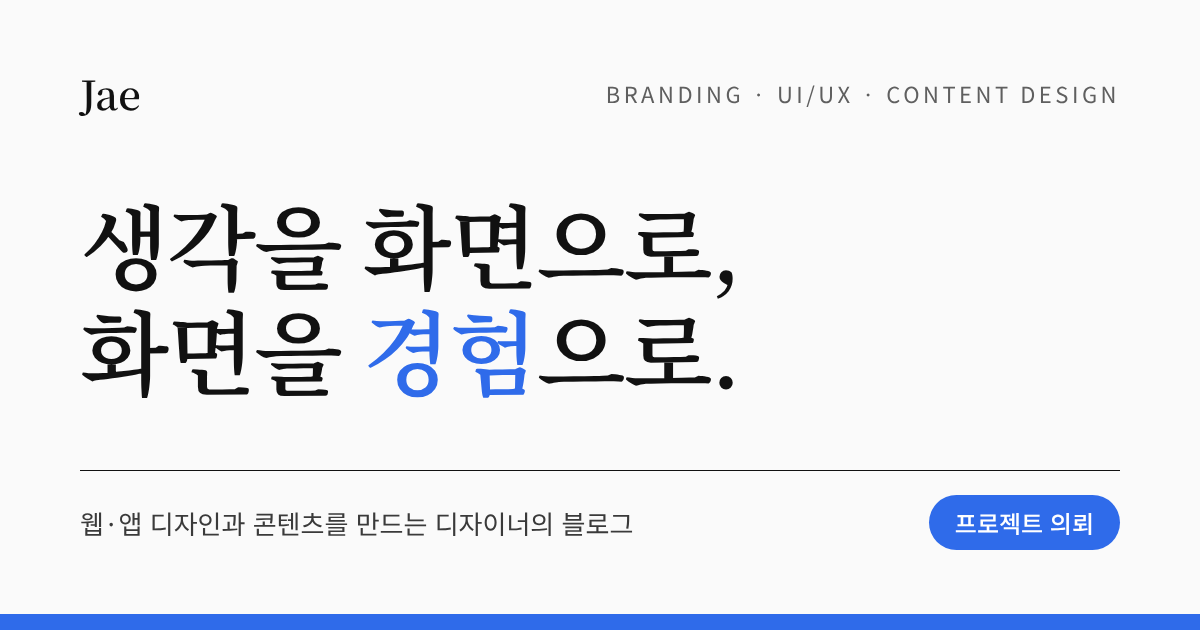 Jae
BRANDING · UI/UX · CONTENT DESIGN
생각을 화면으로,
화면을 경험으로.
웹·앱 디자인과 콘텐츠를 만드는 디자이너의 블로그
프로젝트 의뢰